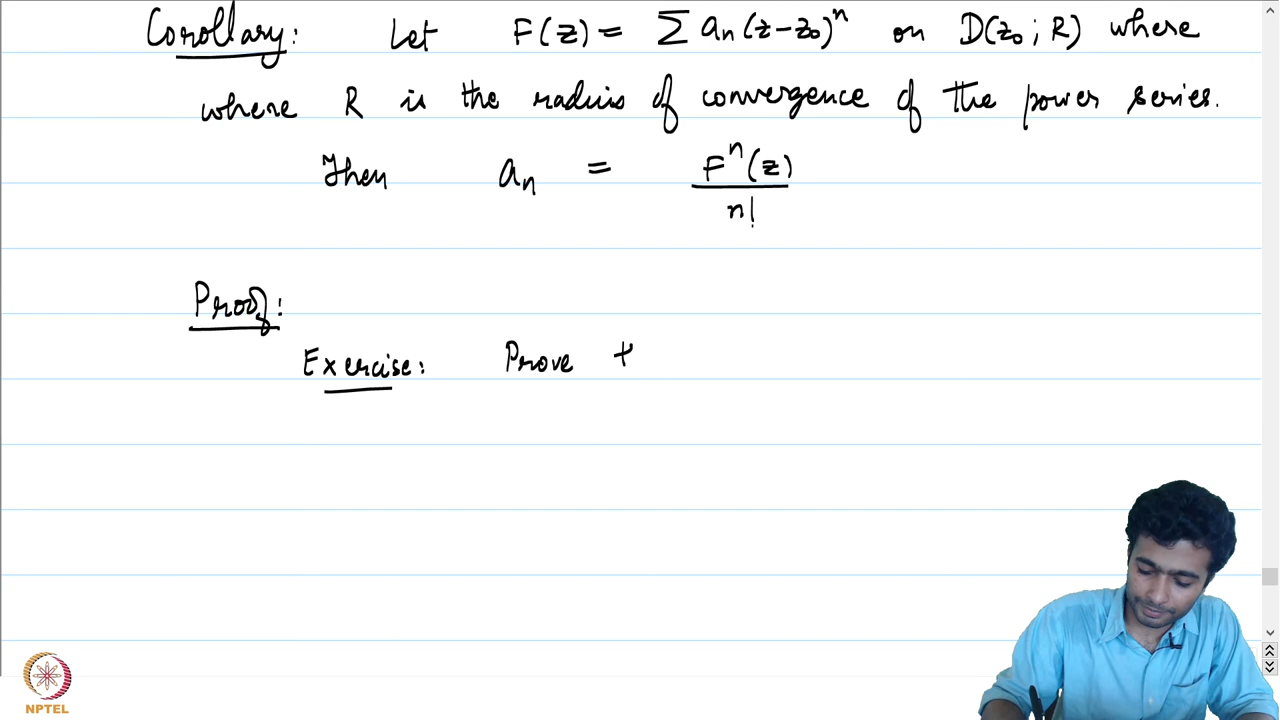 Corollary: Let F(z) = Σ aₙ(z-z₀)ⁿ on D(z₀; R) where
where R is the radius of convergence of the power series.
Then aₙ = Fⁿ(z) / n!
Proof:
Exercise: Prove t
NPTEL